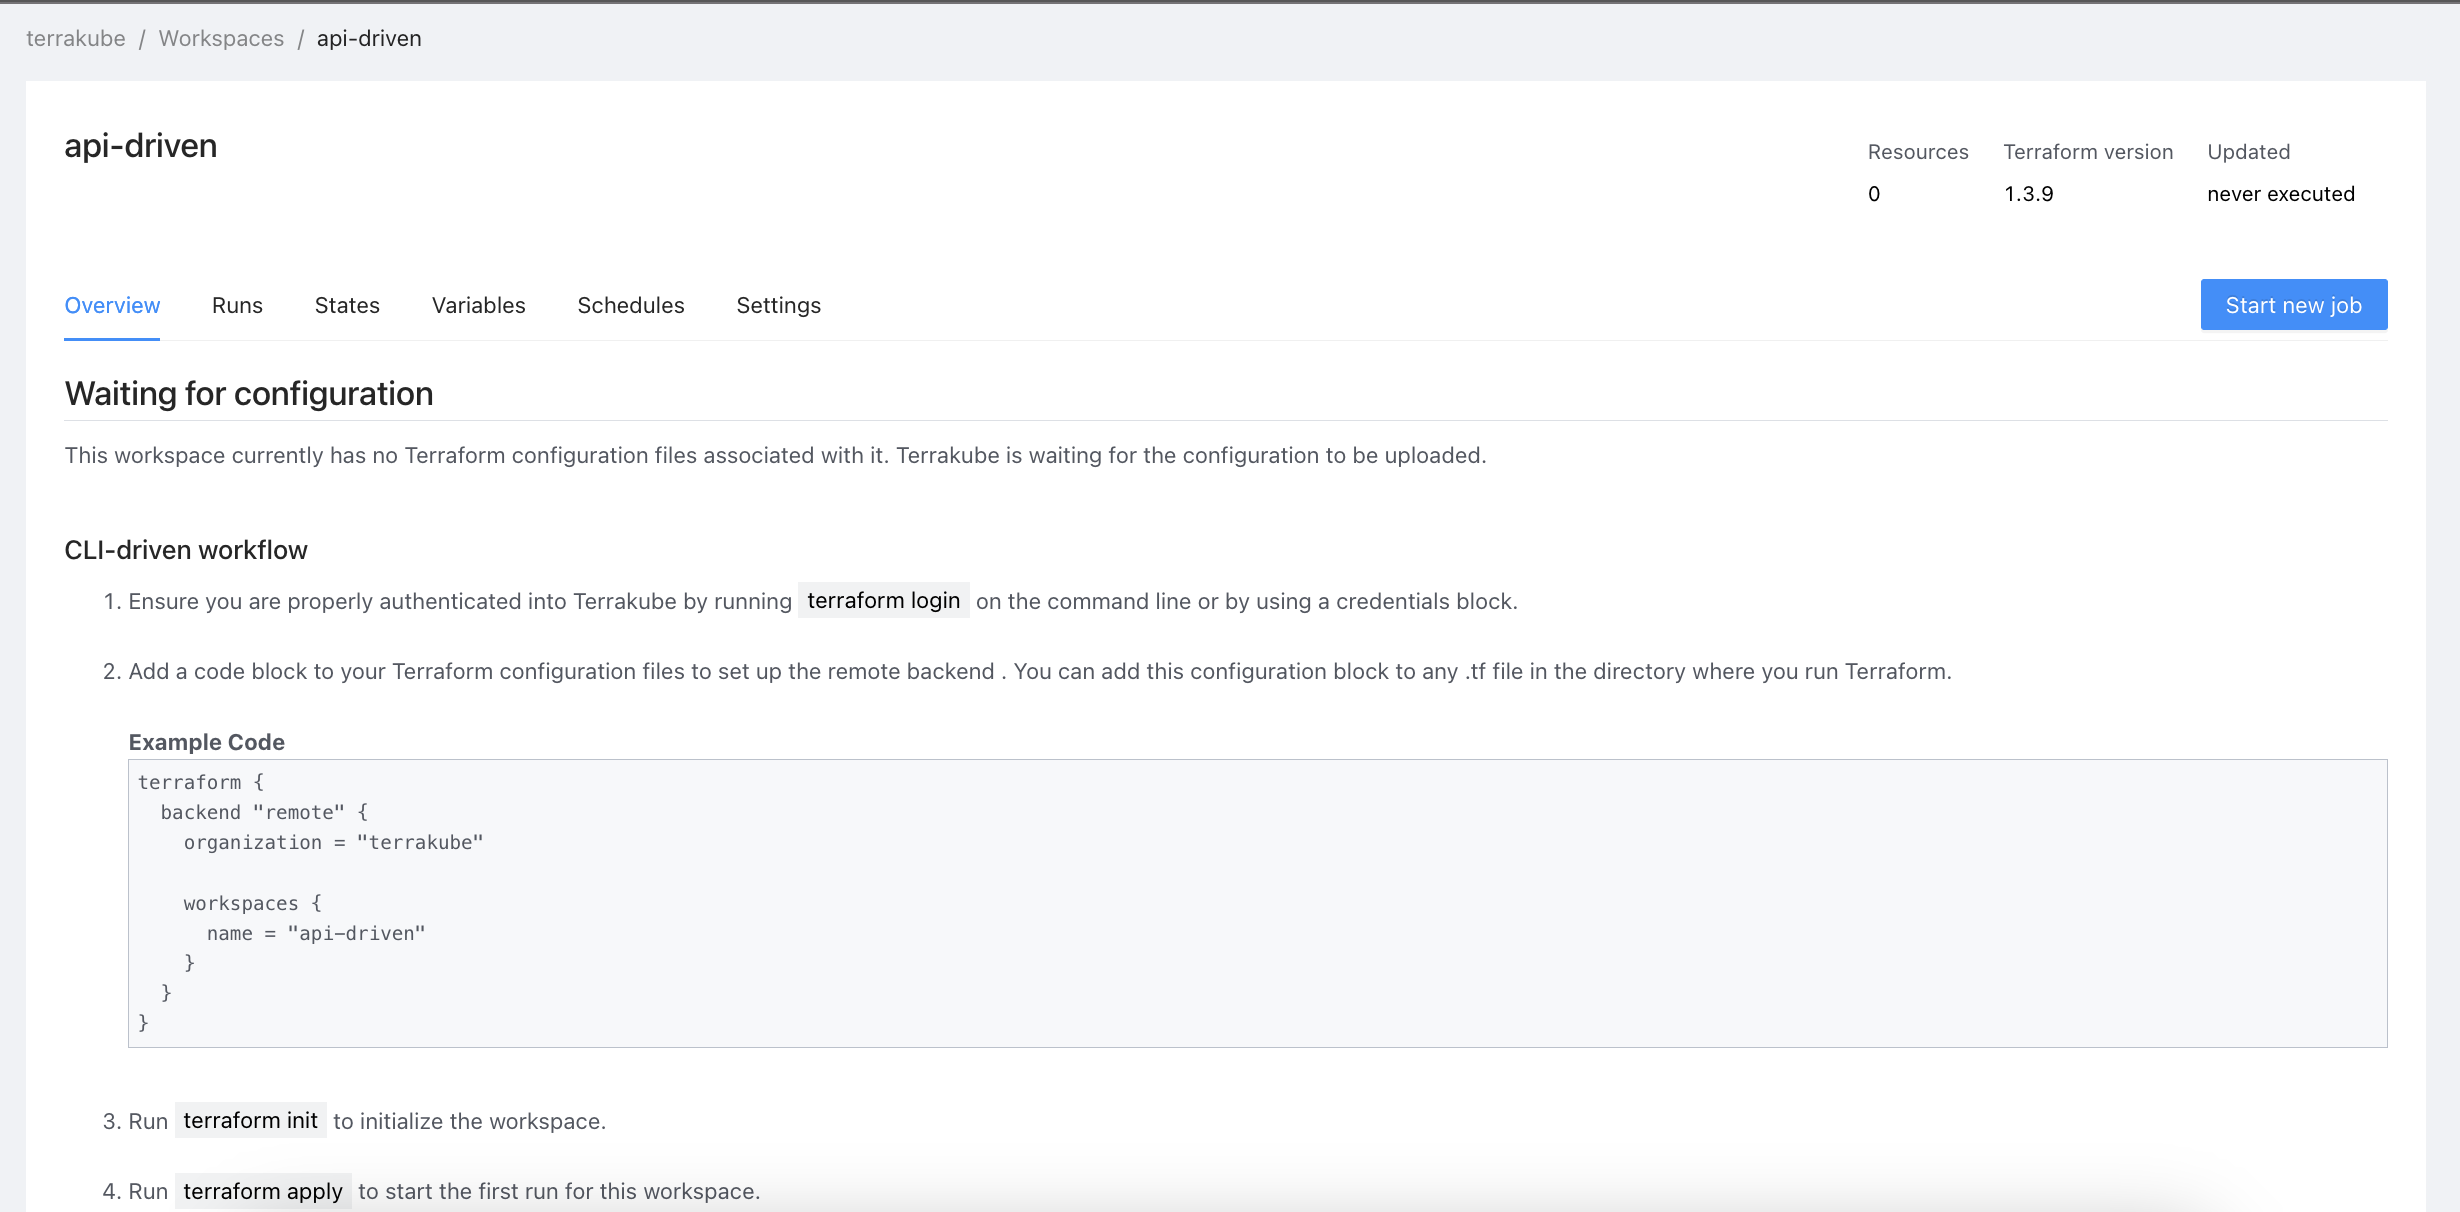 terrakube / Workspaces / api-driven
api-driven
Resources Terraform version Updated
0 1.3.9 never executed
Overview Runs States Variables Schedules Settings Start new job
Waiting for configuration
This workspace currently has no Terraform configuration files associated with it. Terrakube is waiting for the configuration to be uploaded.
CLI-driven workflow
1. Ensure you are properly authenticated into Terrakube by running terraform login on the command line or by using a credentials block.
2. Add a code block to your Terraform configuration files to set up the remote backend . You can add this configuration block to any .tf file in the directory where you run Terraform.
Example Code
terraform {
  backend "remote" {
    organization = "terrakube"
    workspaces {
      name = "api-driven"
    }
  }
}
3. Run terraform init to initialize the workspace.
4. Run terraform apply to start the first run for this workspace.